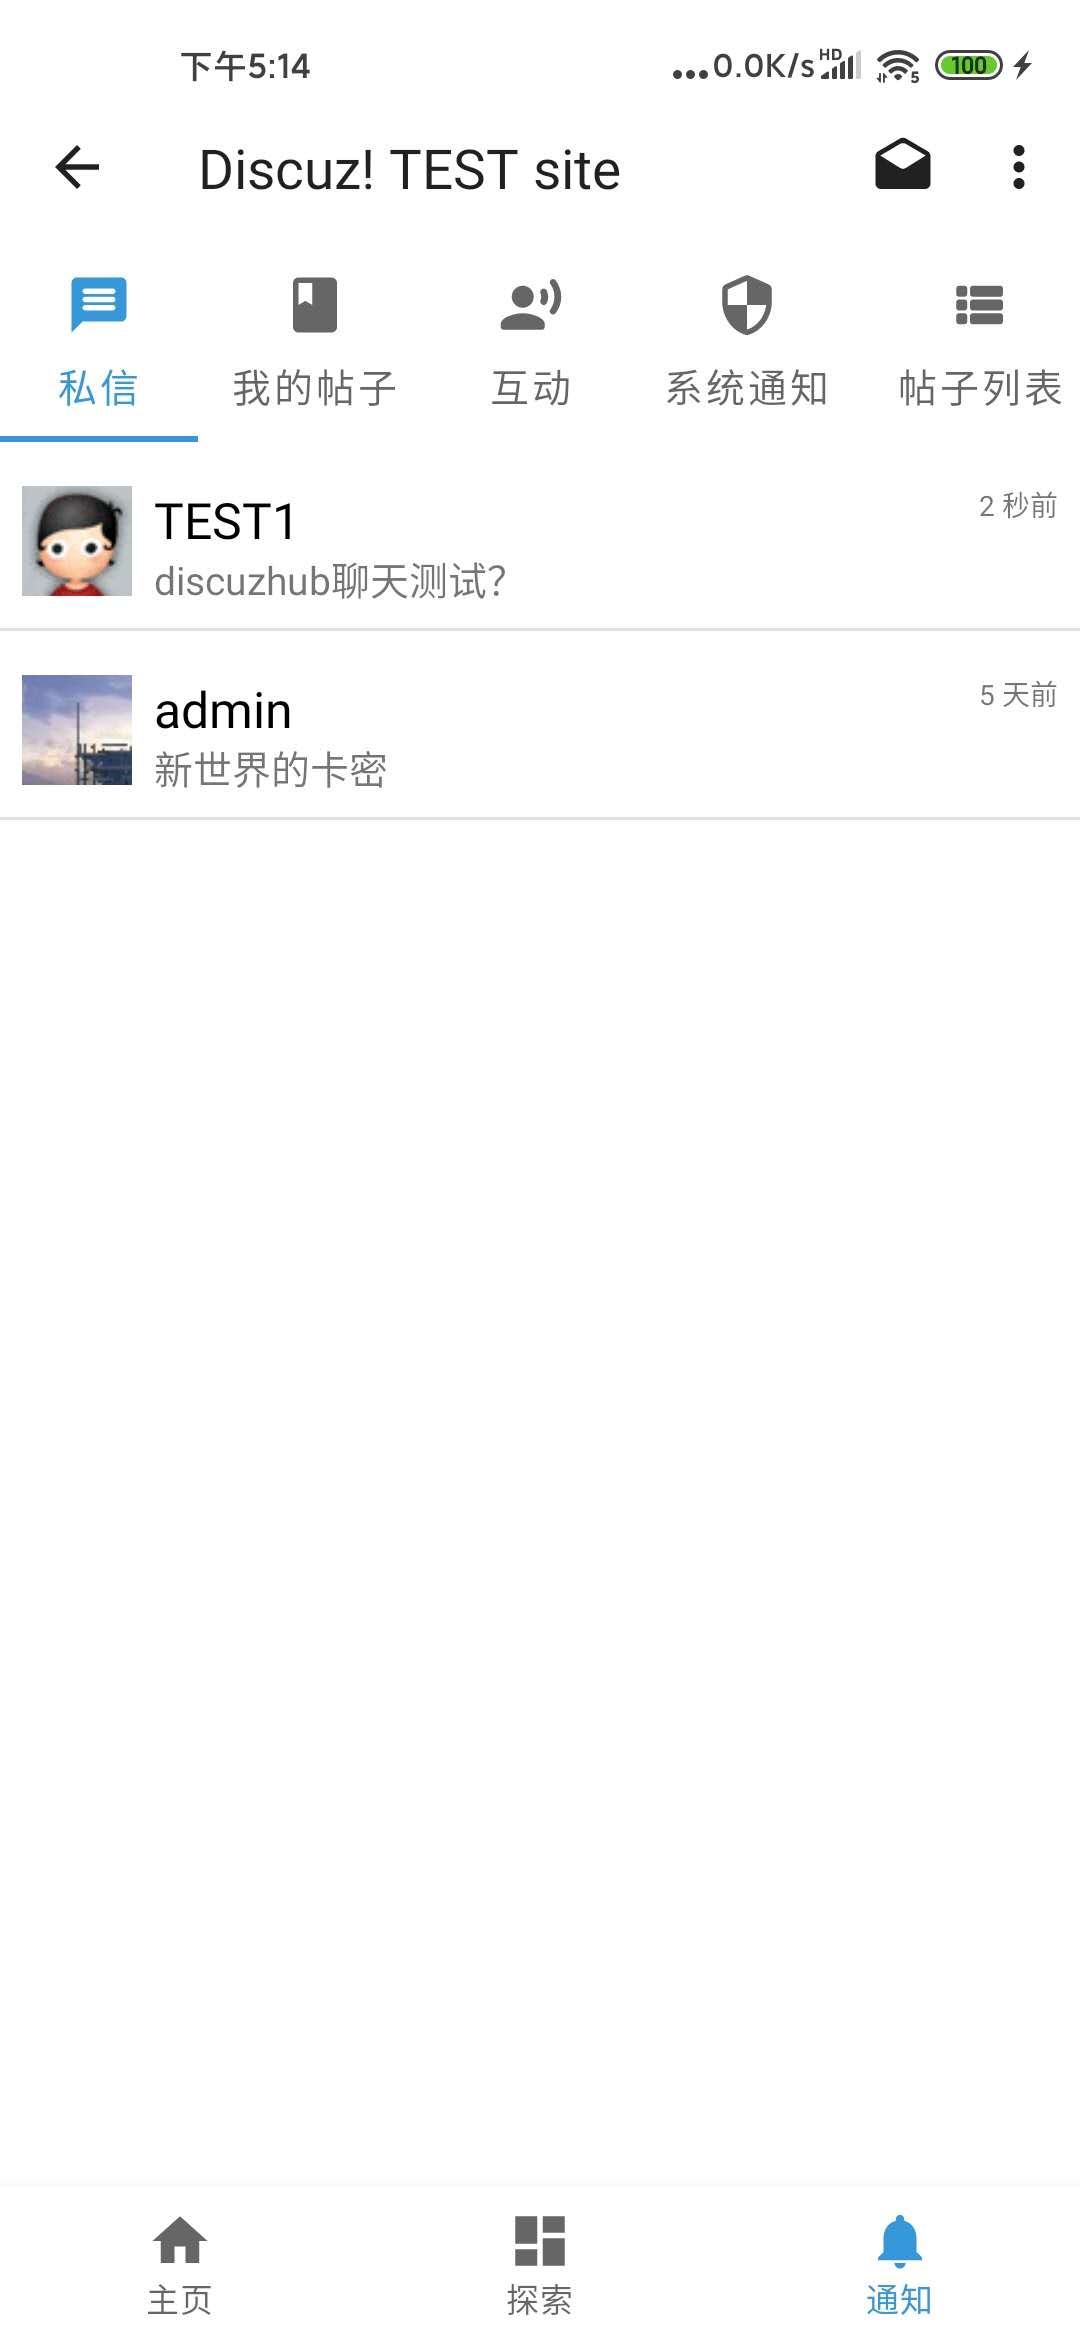 下午5:14
...0.0K/s HD 5 100
Discuz! TEST site
私信 我的帖子 互动 系统通知 帖子列表
TEST1 2 秒前
discuzhub聊天测试？
admin 5 天前
新世界的卡密
主页 探索 通知